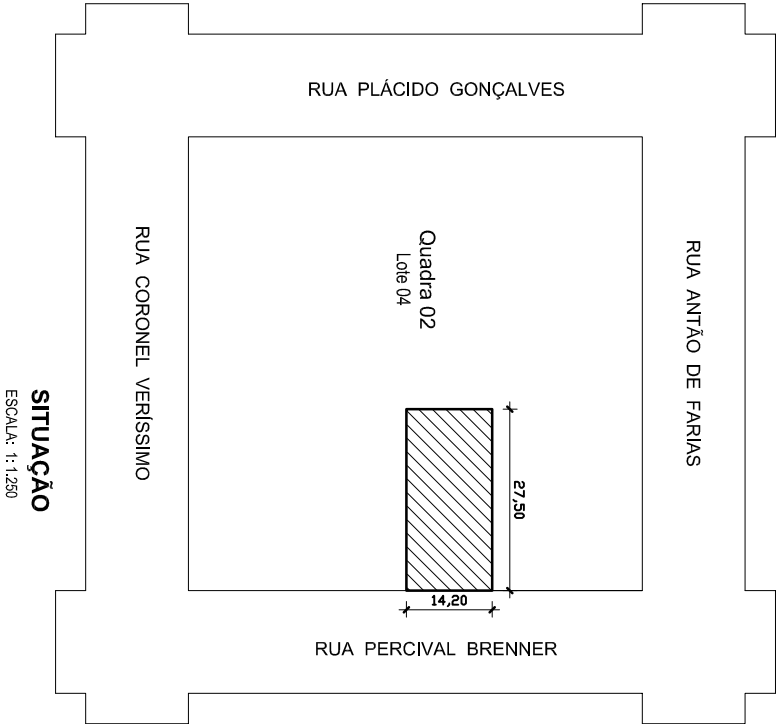 RUA PLÁCIDO GONÇALVES
RUA ANTÃO DE FARIAS
Quadra 02
Lote 04
27,50
14,20
RUA CORONEL VERÍSSIMO
RUA PERCIVAL BRENNER
SITUAÇÃO
ESCALA: 1:1.250